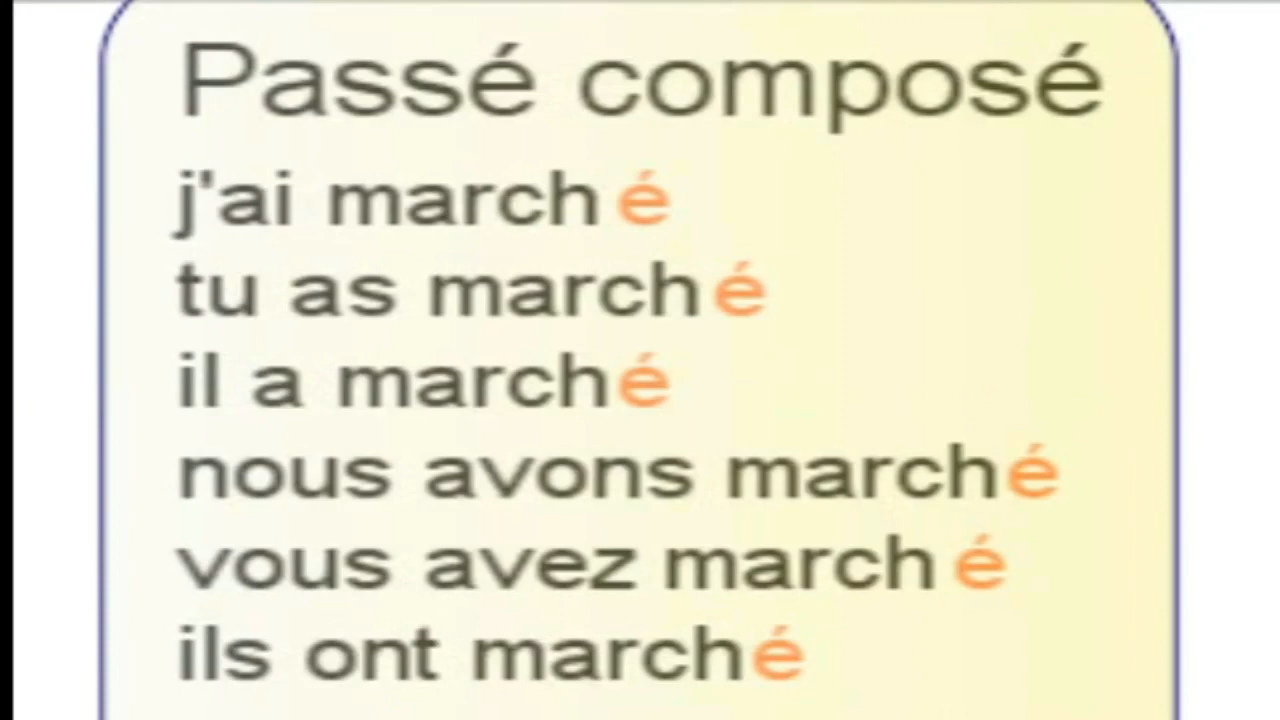 Passé composé
j'ai marché
tu as marché
il a marché
nous avons marché
vous avez marché
ils ont marché